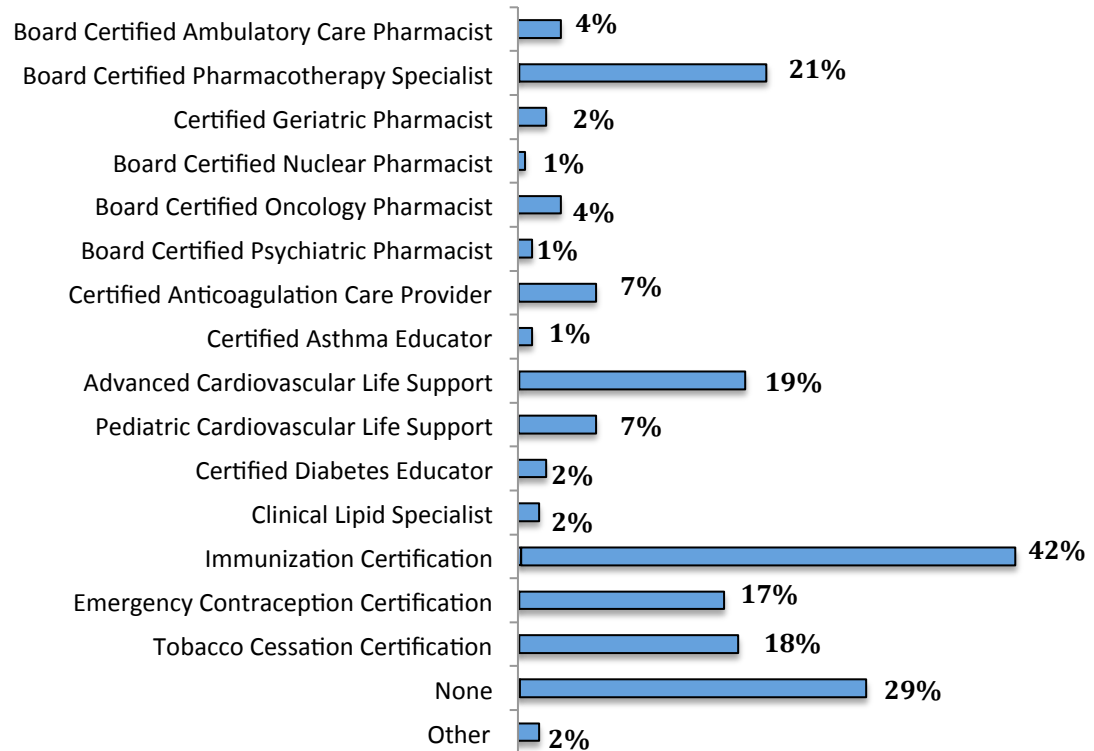 Board Certified Ambulatory Care Pharmacist 4%
Board Certified Pharmacotherapy Specialist 21%
Certified Geriatric Pharmacist 2%
Board Certified Nuclear Pharmacist 1%
Board Certified Oncology Pharmacist 4%
Board Certified Psychiatric Pharmacist 1%
Certified Anticoagulation Care Provider 7%
Certified Asthma Educator 1%
Advanced Cardiovascular Life Support 19%
Pediatric Cardiovascular Life Support 7%
Certified Diabetes Educator 2%
Clinical Lipid Specialist 2%
Immunization Certification 42%
Emergency Contraception Certification 17%
Tobacco Cessation Certification 18%
None 29%
Other 2%